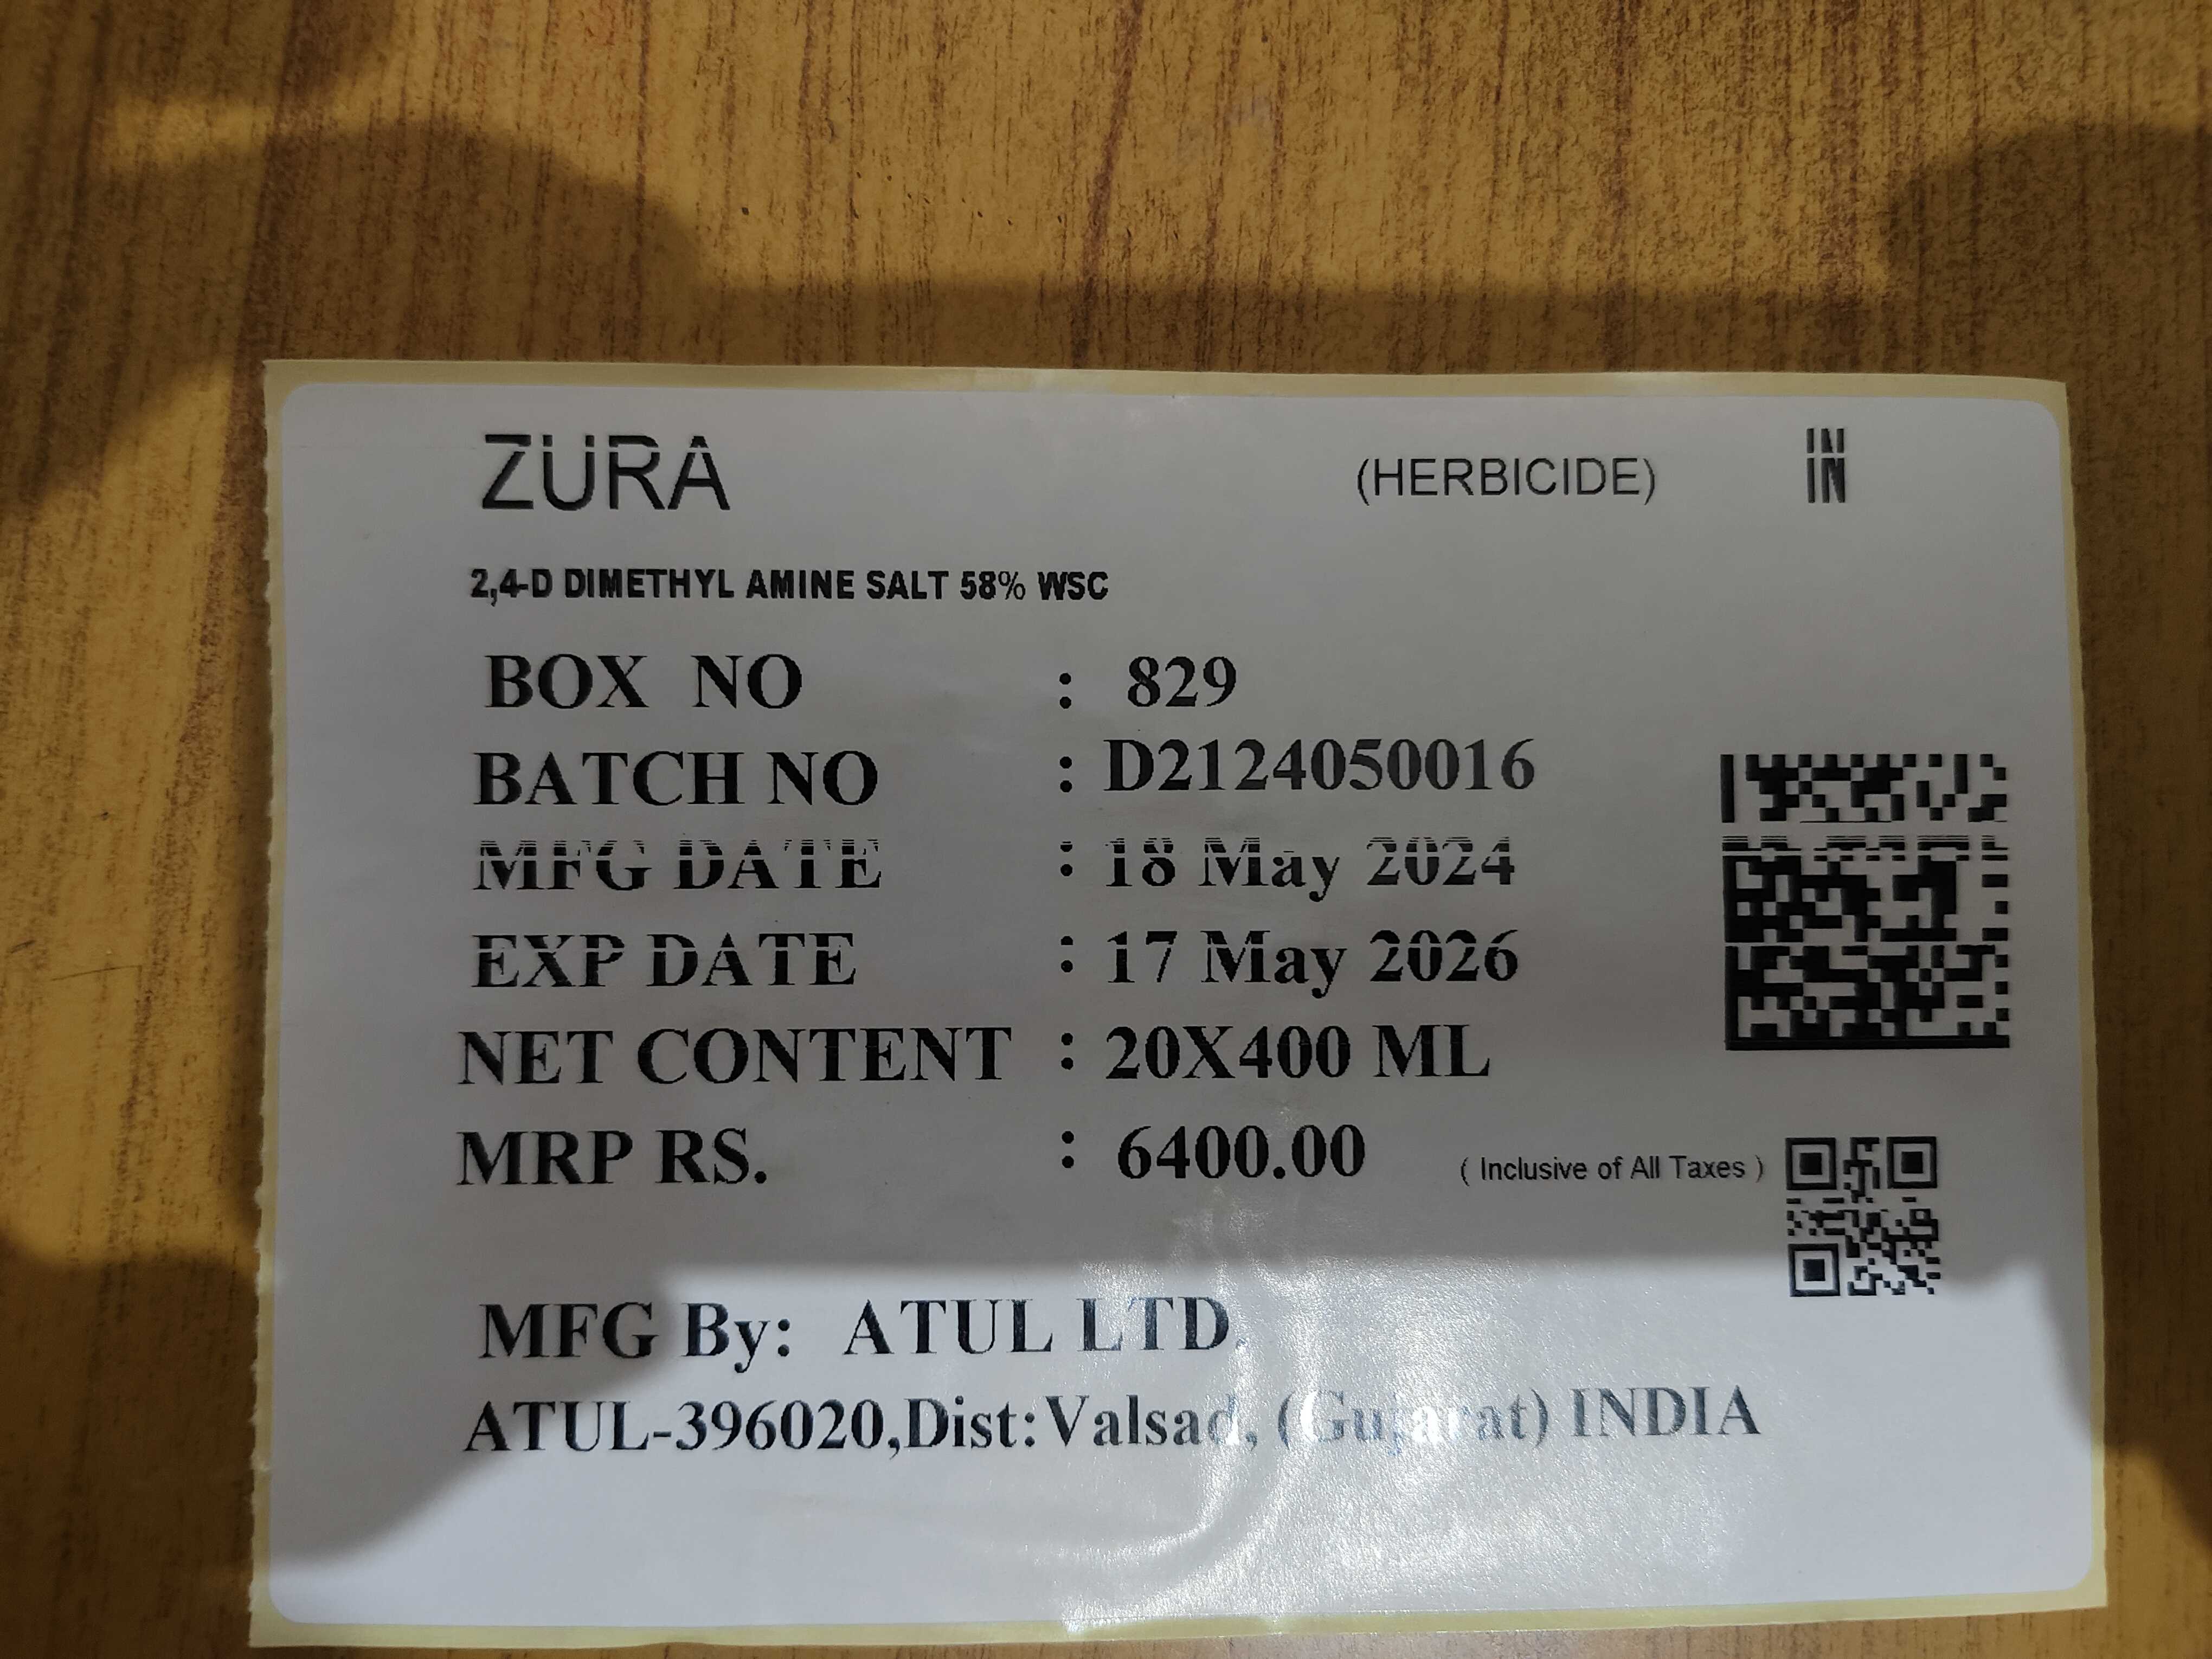 ZURA (HERBICIDE) IN
2,4-D DIMETHYL AMINE SALT 58% WSC
BOX NO : 829
BATCH NO : D2124050016
MFG DATE : 18 May 2024
EXP DATE : 17 May 2026
NET CONTENT : 20X400 ML
MRP RS. : 6400.00 ( Inclusive of All Taxes )
MFG By: ATUL LTD.
ATUL-396020,Dist:Valsad, (Gujarat) INDIA